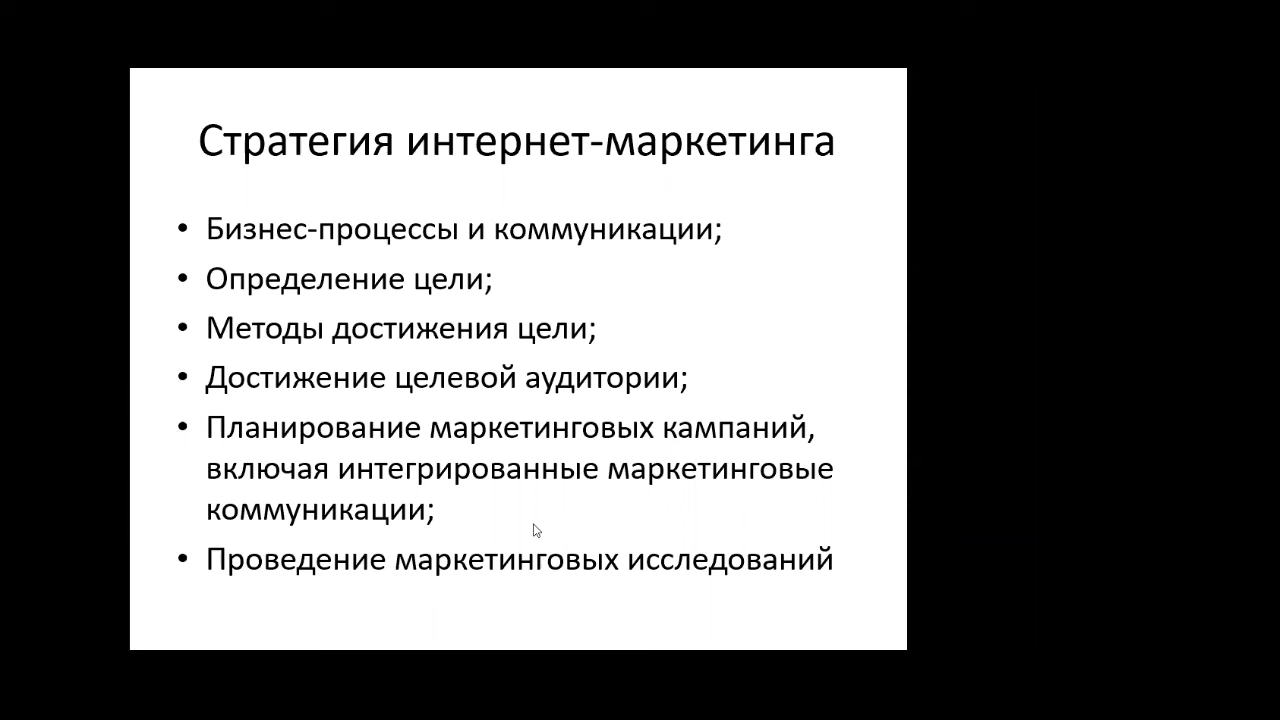 Стратегия интернет-маркетинга
• Бизнес-процессы и коммуникации;
• Определение цели;
• Методы достижения цели;
• Достижение целевой аудитории;
• Планирование маркетинговых кампаний,
включая интегрированные маркетинговые
коммуникации;
• Проведение маркетинговых исследований